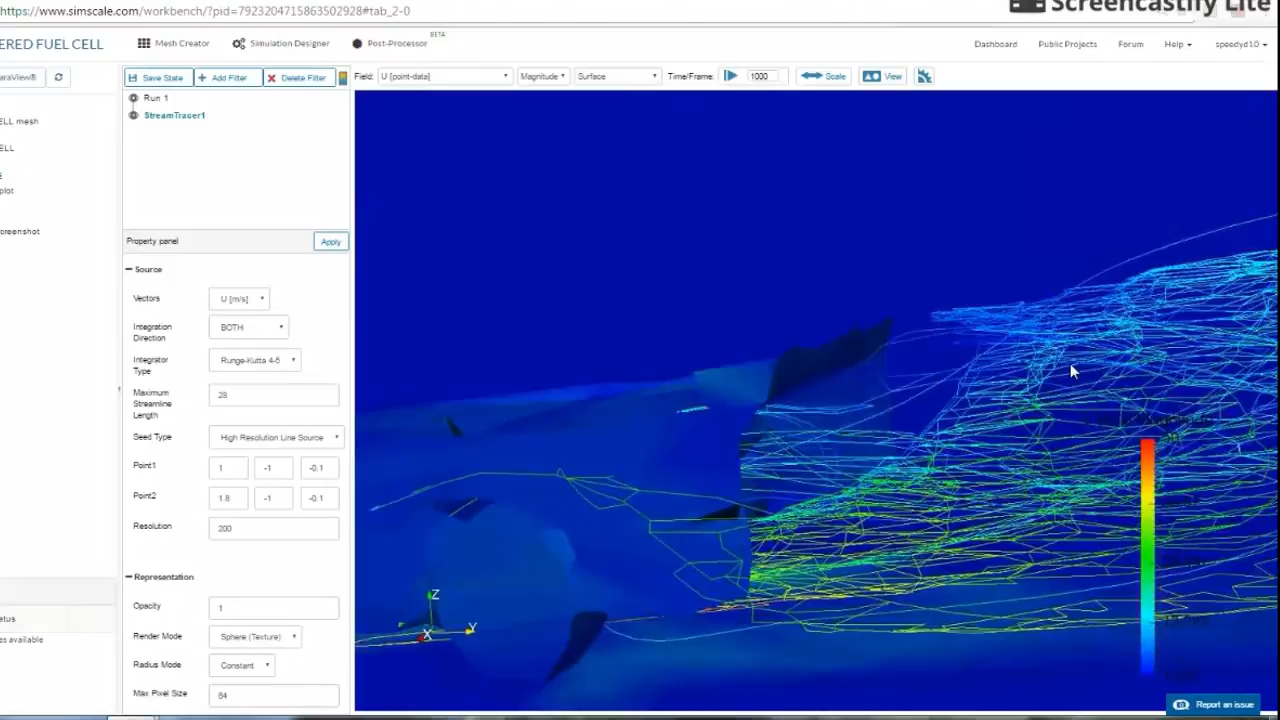 https://www.simscale.com/workbench/?pid=7923204715863502928#tab_2-0
Screencastify Lite
ERED FUEL CELL
Mesh Creator
Simulation Designer
Post-Processor
BETA
Dashboard
Public Projects
Forum
Help
speedyd10
araView®
Save State
Add Filter
Delete Filter
Field:
U [point-data]
Magnitude
Surface
Time/Frame:
1000
Scale
View
Run 1
StreamTracer1
ELL mesh
ELL
s
plot
creenshot
Property panel
Apply
Source
Vectors
U [m/s]
Integration
Direction
BOTH
Integrator
Type
Runge-Kutta 4-5
Maximum
Streamline
Length
28
Seed Type
High Resolution Line Source
Point1
1
-1
-0.1
Point2
1.8
-1
-0.1
Resolution
200
Representation
Opacity
1
Render Mode
Sphere (Texture)
Radius Mode
Constant
Max Pixel Size
64
atus
es available
Z
X
Y
Report an issue